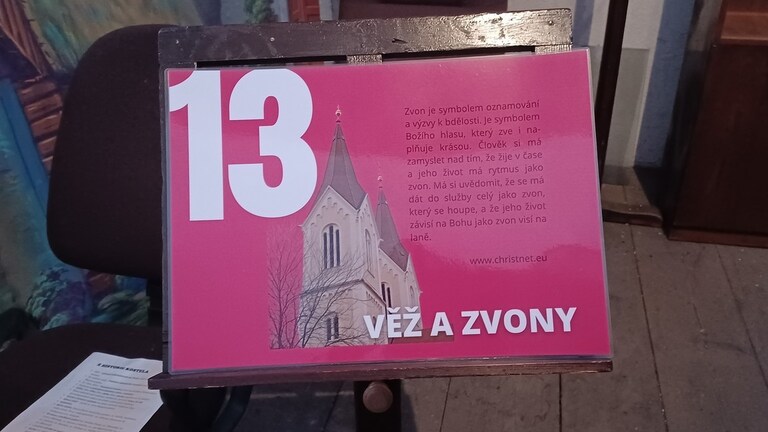 13
Zvon je symbolem oznamování
a výzvy k bdělosti. Je symbolem
Božího hlasu, který zve i na-
plňuje krásou. Člověk si má
zamyslet nad tím, že žije v čase
a jeho život má rytmus jako
zvon. Má si uvědomit, že se má
dát do služby celý jako zvon,
který se houpe, a že jeho život
závisí na Bohu jako zvon visí na
laně.
www.christnet.eu
VĚŽ A ZVONY